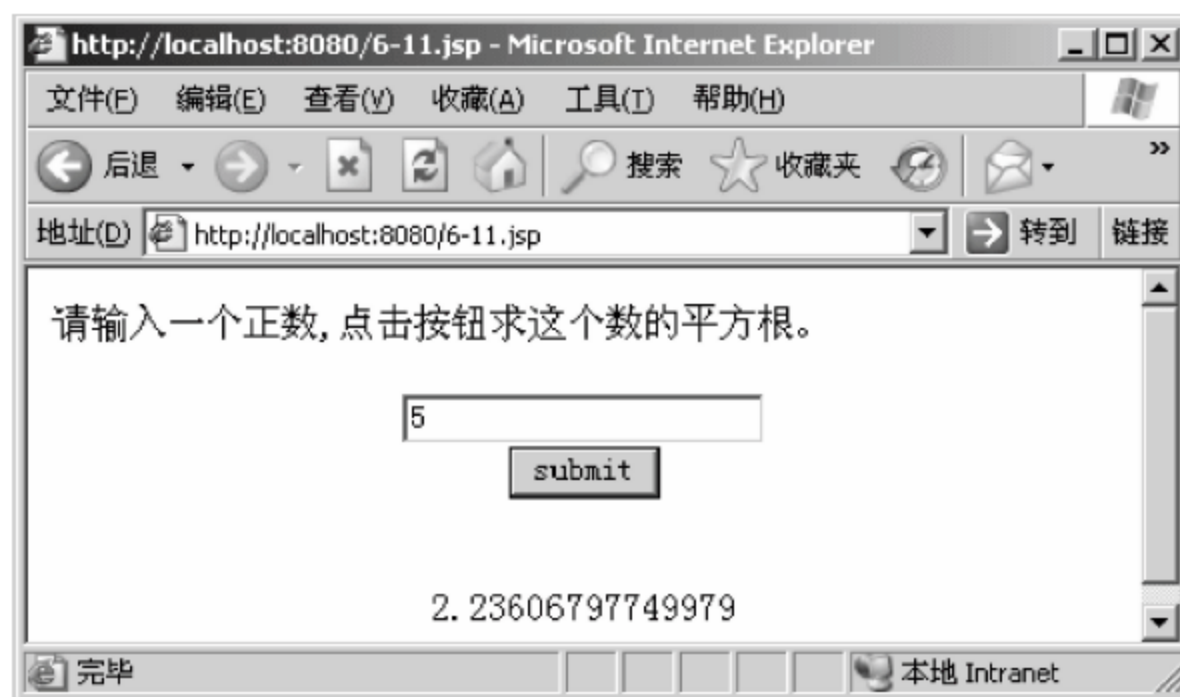 http://localhost:8080/6-11.jsp - Microsoft Internet Explorer
文件(F) 编辑(E) 查看(V) 收藏(A) 工具(T) 帮助(H)
后退 搜索 收藏夹 »
地址(D) http://localhost:8080/6-11.jsp 转到 链接
请输入一个正数,点击按钮求这个数的平方根。
5
submit
2.23606797749979
完毕 本地 Intranet